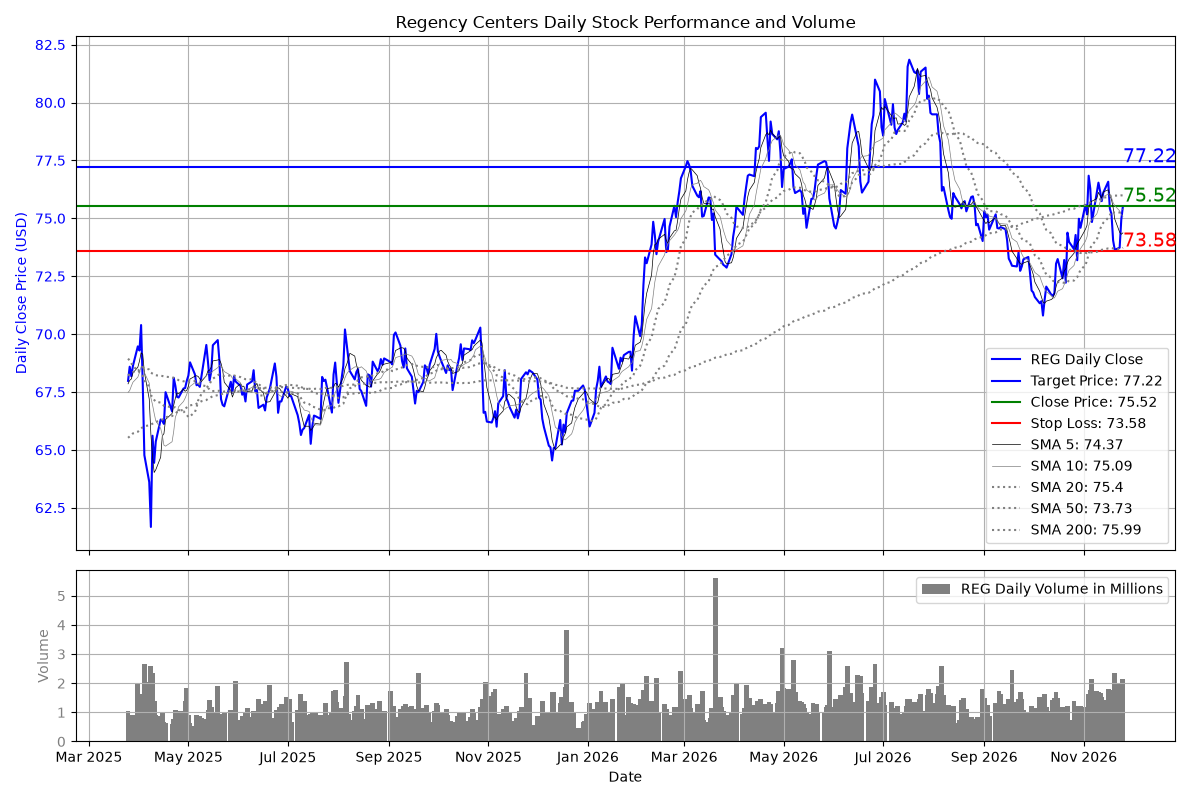 Regency Centers Daily Stock Performance and Volume
82.5
80.0
77.5
75.0
72.5
70.0
67.5
65.0
62.5
Daily Close Price (USD)
77.22
75.52
73.58
REG Daily Close
Target Price: 77.22
Close Price: 75.52
Stop Loss: 73.58
SMA 5: 74.37
SMA 10: 75.09
SMA 20: 75.4
SMA 50: 73.73
SMA 200: 75.99
5
4
3
2
1
0
Volume
REG Daily Volume in Millions
Mar 2025 May 2025 Jul 2025 Sep 2025 Nov 2025 Jan 2026 Mar 2026 May 2026 Jul 2026 Sep 2026 Nov 2026
Date